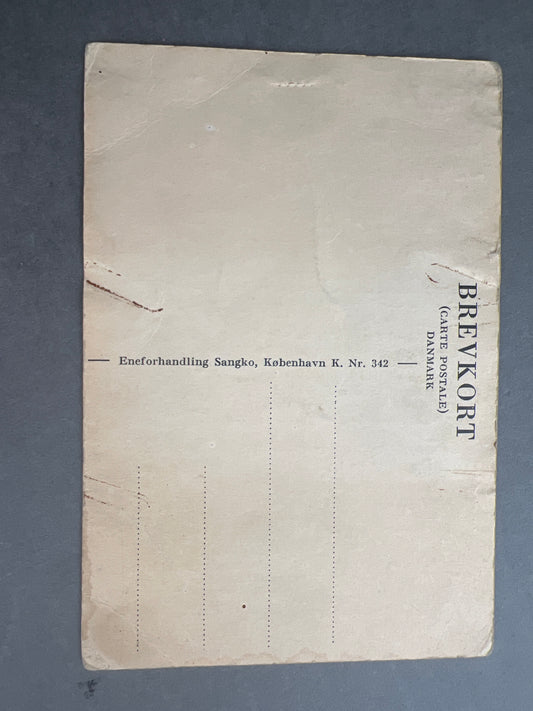 BREVKORT
(CARTE POSTALE)
DANMARK
Eneforhandling Sangko, København K. Nr. 342